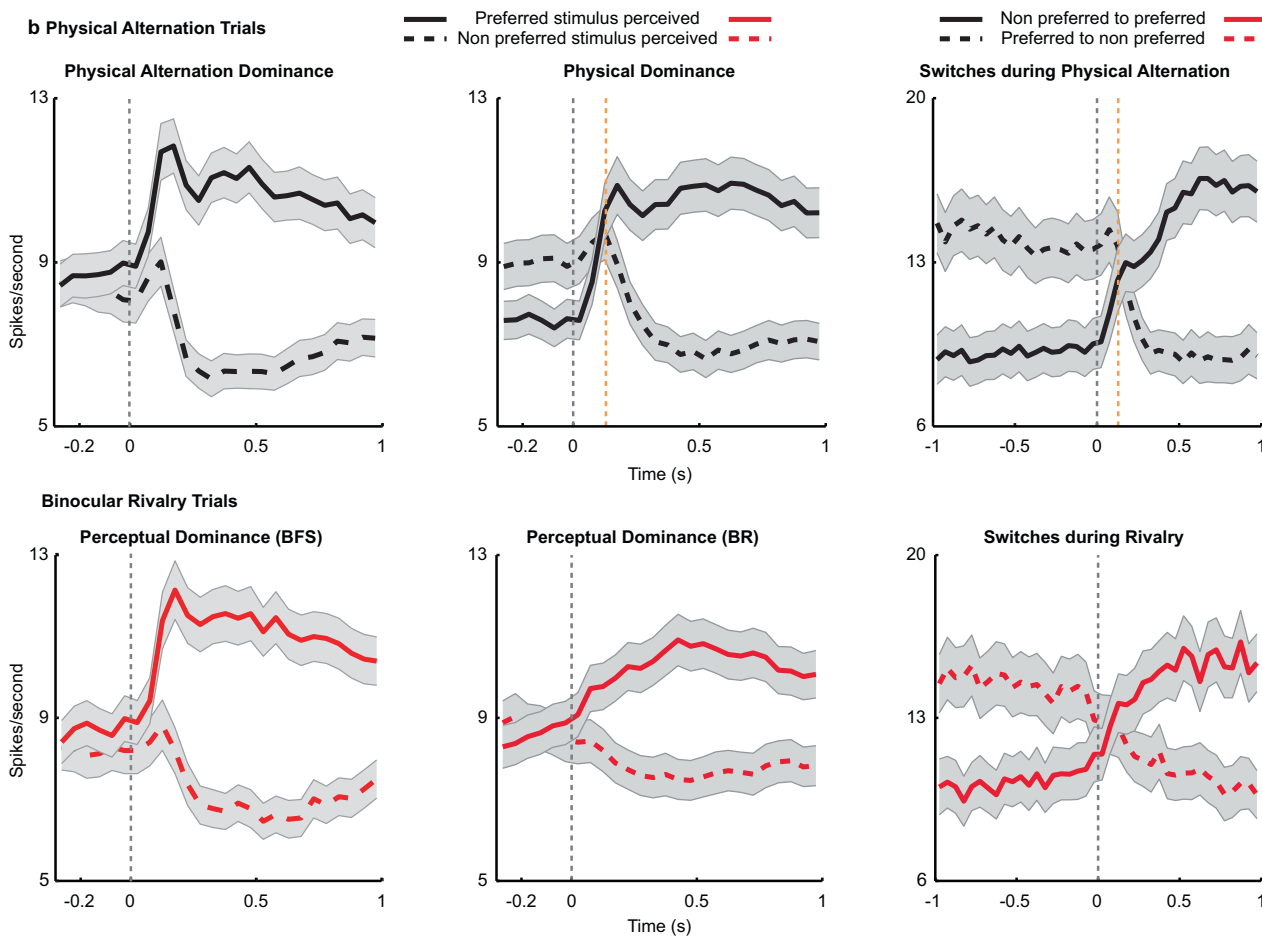 b Physical Alternation Trials
Preferred stimulus perceived
Non preferred stimulus perceived
Non preferred to preferred
Preferred to non preferred
Physical Alternation Dominance
Physical Dominance
Switches during Physical Alternation
13
9
5
Spikes/second
-0.2 0 0.5 1
13
9
5
-0.2 0 0.5 1
Time (s)
20
13
6
-1 -0.5 0 0.5 1
Binocular Rivalry Trials
Perceptual Dominance (BFS)
Perceptual Dominance (BR)
Switches during Rivalry
13
9
5
Spikes/second
-0.2 0 0.5 1
13
9
5
-0.2 0 0.5 1
Time (s)
20
13
6
-1 -0.5 0 0.5 1